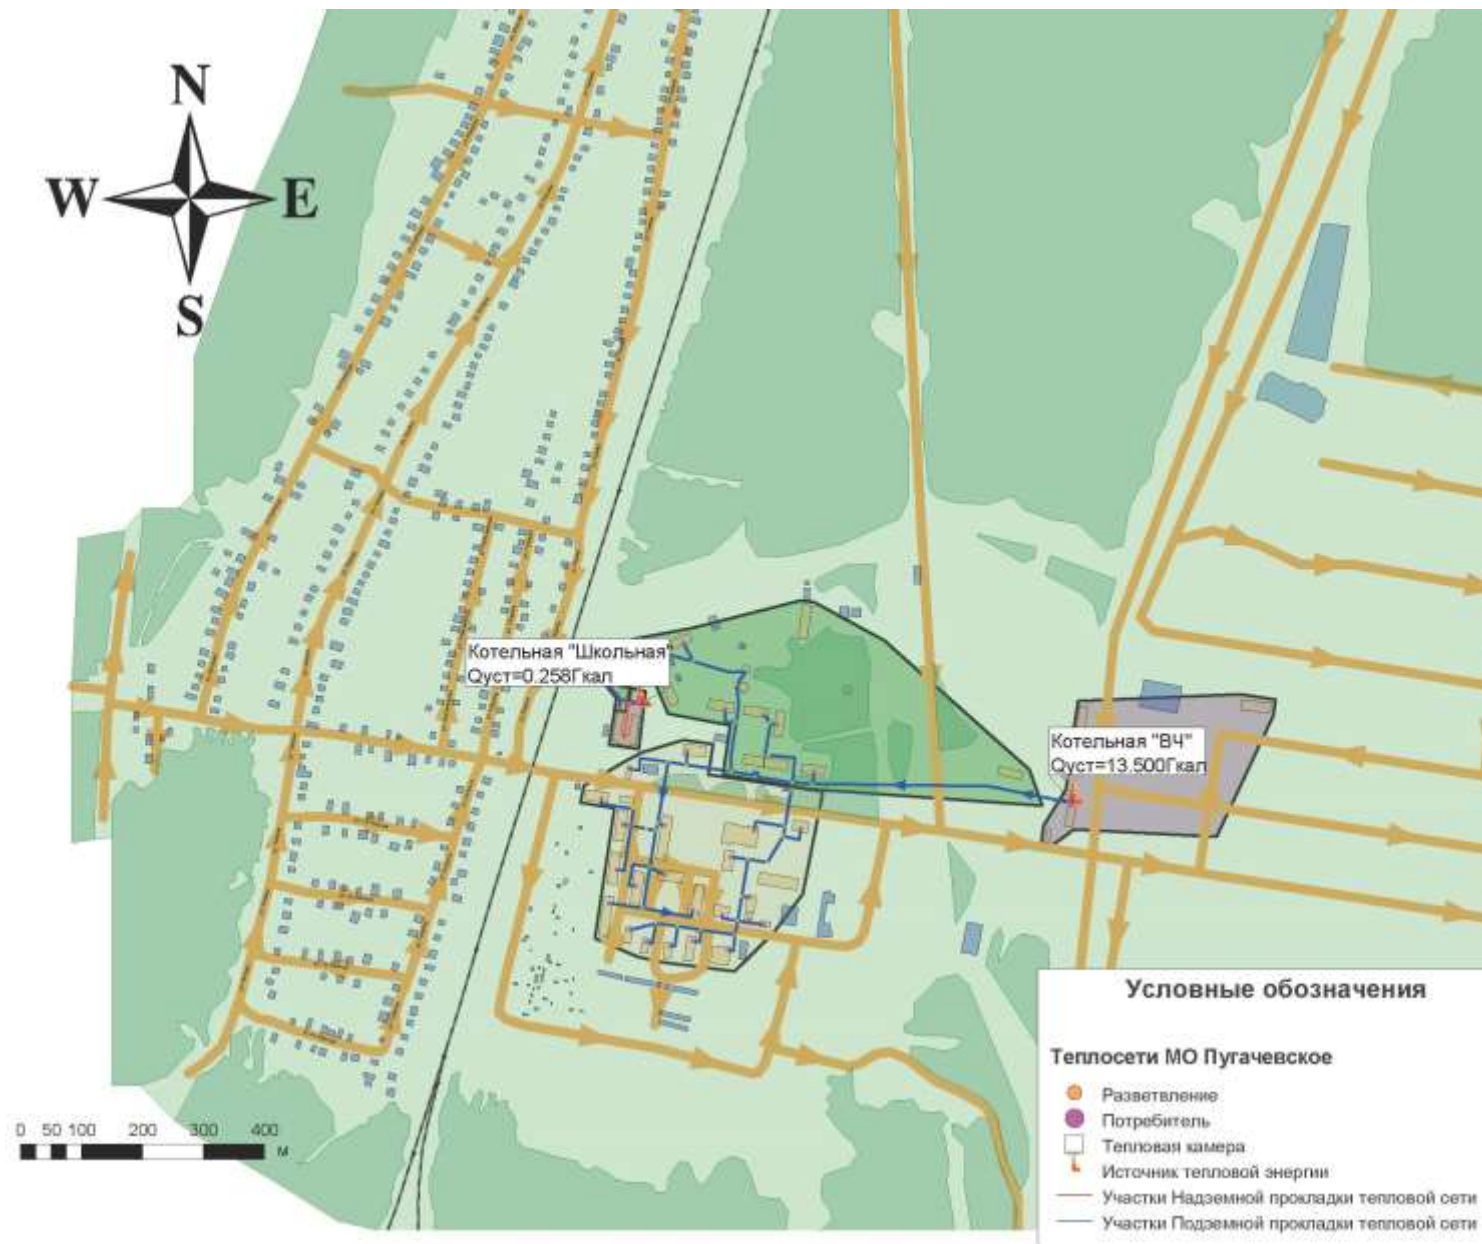 N
W E
S
Котельная "Школьная"
Qуст=0.258Гкал
Котельная "ВЧ"
Qуст=13.500Гкал
0 50 100 200 300 400
м
Условные обозначения
Теплосети МО Пугачевское
Разветвление
Потребитель
Тепловая камера
Источник тепловой энергии
Участки Надземной прокладки тепловой сети
Участки Подземной прокладки тепловой сети